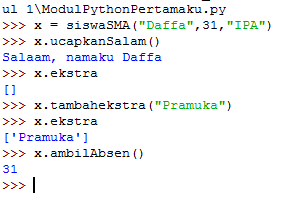 ul 1\ModulPythonPertamaku.py
>>> x = siswaSMA("Daffa",31,"IPA")
>>> x.ucapkanSalam()
Salaam, namaku Daffa
>>> x.ekstra
[]
>>> x.tambahekstra("Pramuka")
>>> x.ekstra
['Pramuka']
>>> x.ambilAbsen()
31
>>>